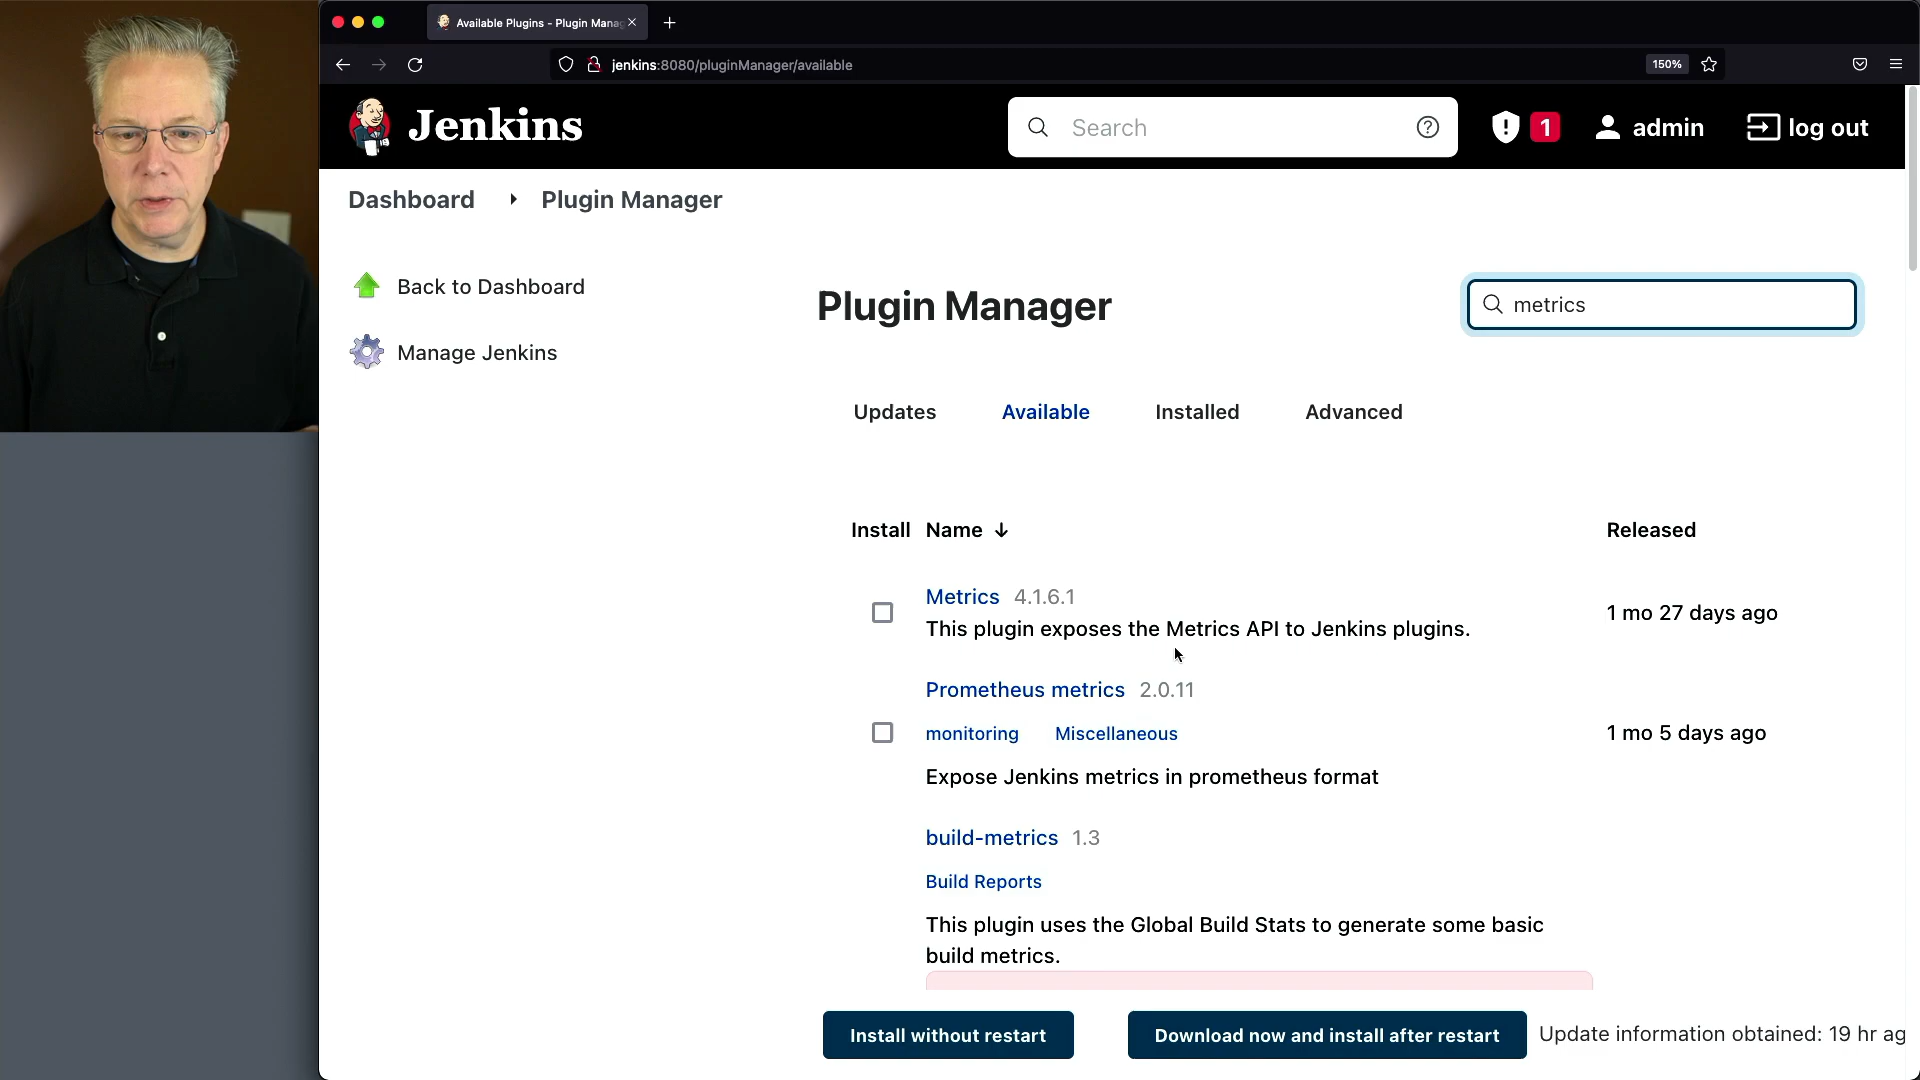 Available Plugins - Plugin Manag
jenkins:8080/pluginManager/available
150%
Jenkins
Search
1
admin
log out
Dashboard
Plugin Manager
Back to Dashboard
Manage Jenkins
Plugin Manager
metrics
Updates
Available
Installed
Advanced
Install Name ↓ Released
Metrics 4.1.6.1
This plugin exposes the Metrics API to Jenkins plugins.
1 mo 27 days ago
Prometheus metrics 2.0.11
monitoring Miscellaneous
1 mo 5 days ago
Expose Jenkins metrics in prometheus format
build-metrics 1.3
Build Reports
This plugin uses the Global Build Stats to generate some basic
build metrics.
Install without restart
Download now and install after restart
Update information obtained: 19 hr ag